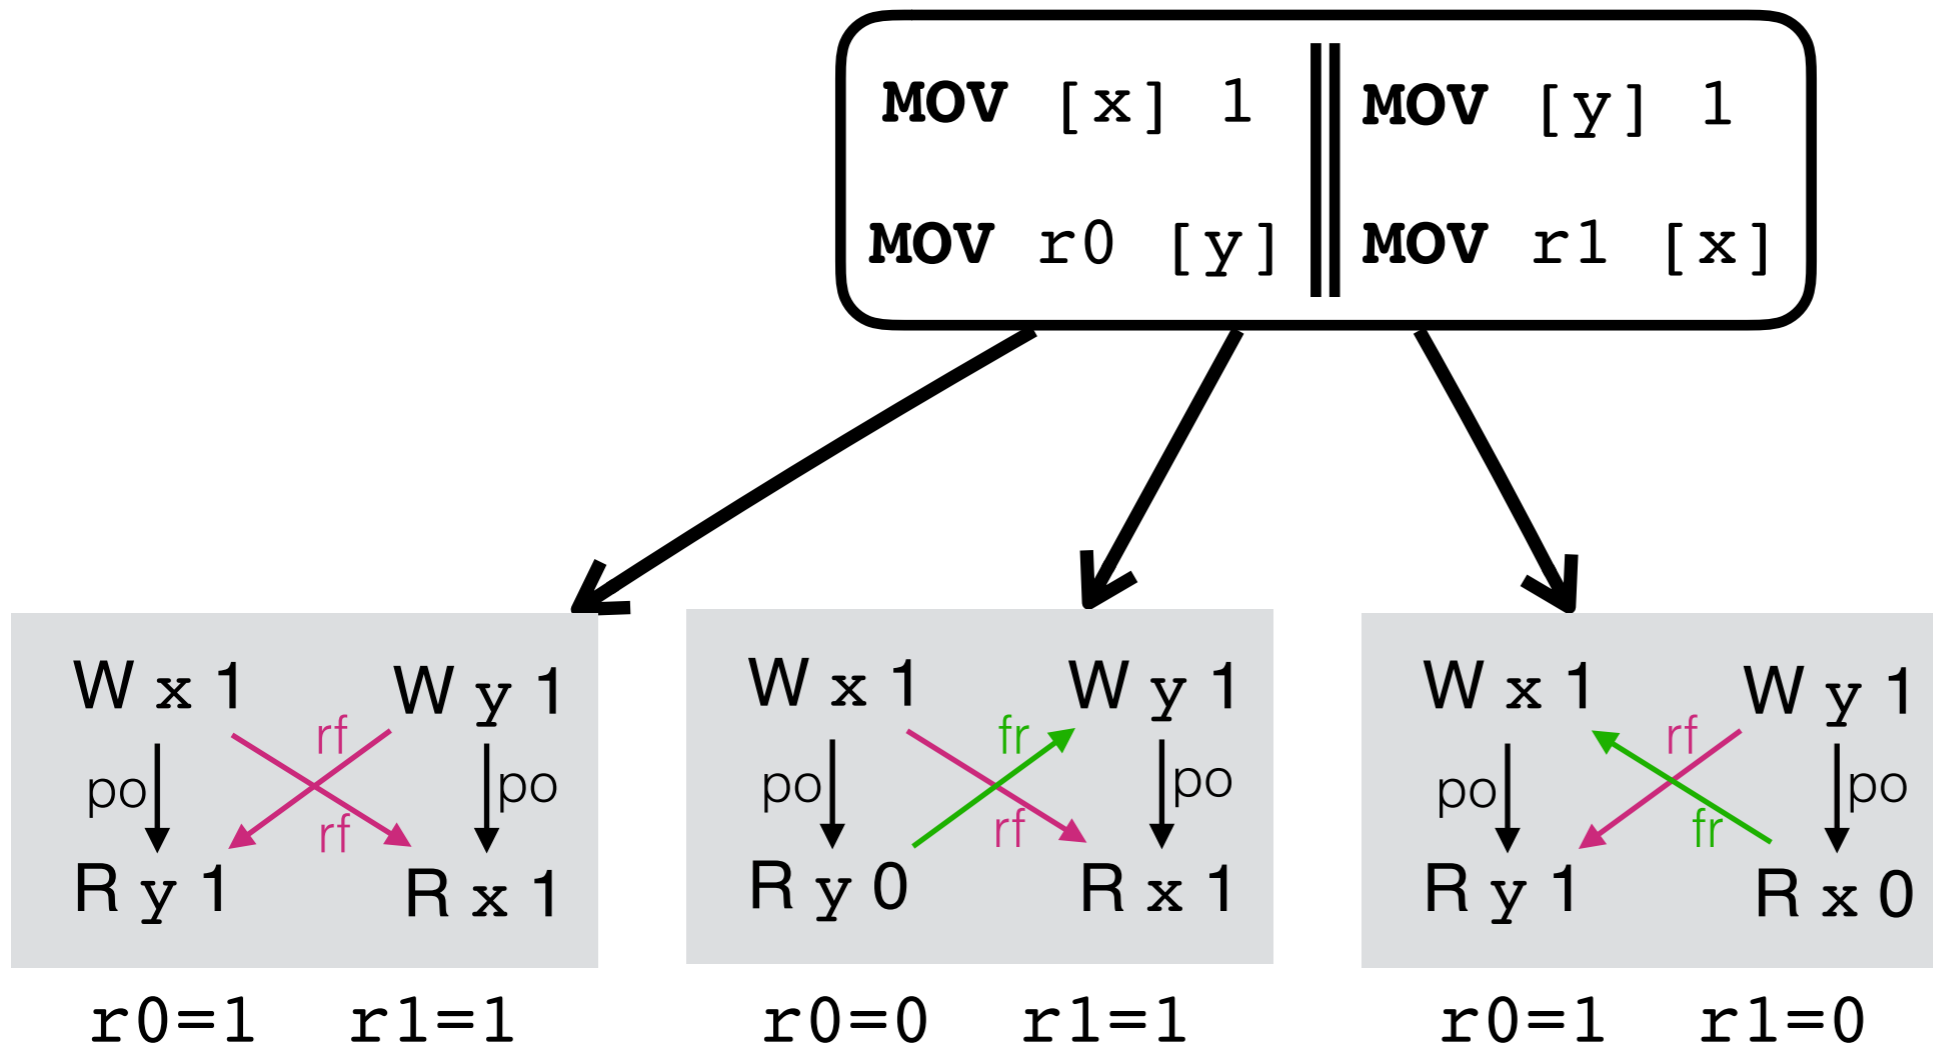 MOV [x] 1 MOV [y] 1
MOV r0 [y] MOV r1 [x]
W x 1 W y 1
rf
po po
rf
R y 1 R x 1
r0=1 r1=1
W x 1 W y 1
fr
po po
rf
R y 0 R x 1
r0=0 r1=1
W x 1 W y 1
rf
po po
fr
R y 1 R x 0
r0=1 r1=0